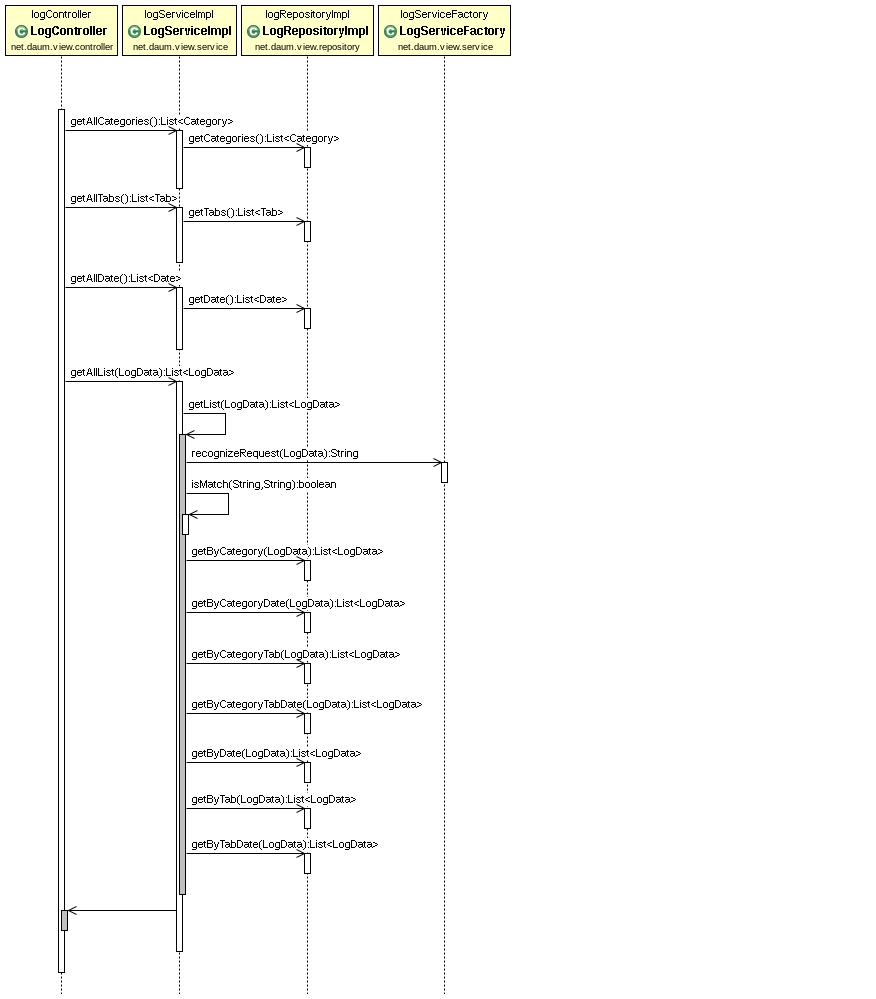 logController
LogController
net.daum.view.controller
logServiceImpl
LogServiceImpl
net.daum.view.service
logRepositoryImpl
LogRepositoryImpl
net.daum.view.repository
logServiceFactory
LogServiceFactory
net.daum.view.service
getAllCategories():List<Category>
getCategories():List<Category>
getAllTabs():List<Tab>
getTabs():List<Tab>
getAllDate():List<Date>
getDate():List<Date>
getAllList(LogData):List<LogData>
getList(LogData):List<LogData>
recognizeRequest(LogData):String
isMatch(String,String):boolean
getByCategory(LogData):List<LogData>
getByCategoryDate(LogData):List<LogData>
getByCategoryTab(LogData):List<LogData>
getByCategoryTabDate(LogData):List<LogData>
getByDate(LogData):List<LogData>
getByTab(LogData):List<LogData>
getByTabDate(LogData):List<LogData>